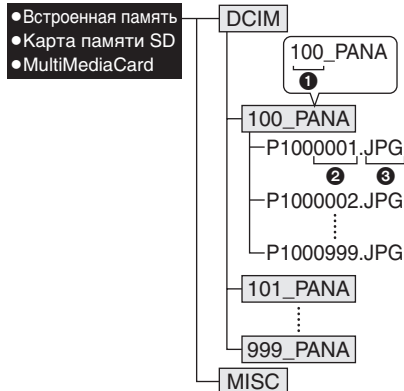 ●Встроенная память
●Карта памяти SD
●MultiMediaCard
DCIM
100_PANA
❶
100_PANA
P1000001.JPG
❷ ❸
P1000002.JPG
P1000999.JPG
101_PANA
999_PANA
MISC